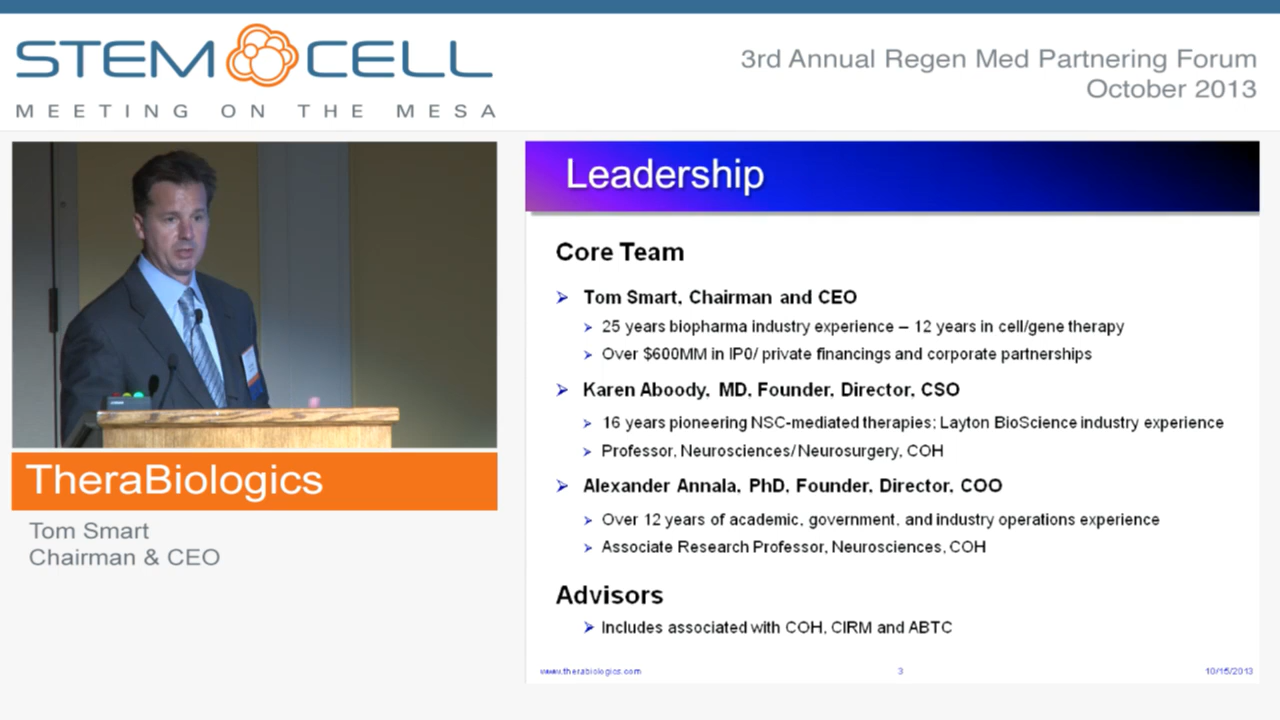 STEM CELL
MEETING ON THE MESA
3rd Annual Regen Med Partnering Forum
October 2013
Leadership
Core Team
Tom Smart, Chairman and CEO
25 years biopharma industry experience – 12 years in cell/gene therapy
Over $600MM in IP0/ private financings and corporate partnerships
Karen Aboody, MD, Founder, Director, CSO
16 years pioneering NSC-mediated therapies; Layton BioScience industry experience
Professor, Neurosciences/Neurosurgery, COH
Alexander Annala, PhD, Founder, Director, COO
Over 12 years of academic, government, and industry operations experience
Associate Research Professor, Neurosciences, COH
Advisors
Includes associated with COH, CIRM and ABTC
www.therabiologics.com
3
10/15/2013
TheraBiologics
Tom Smart
Chairman & CEO